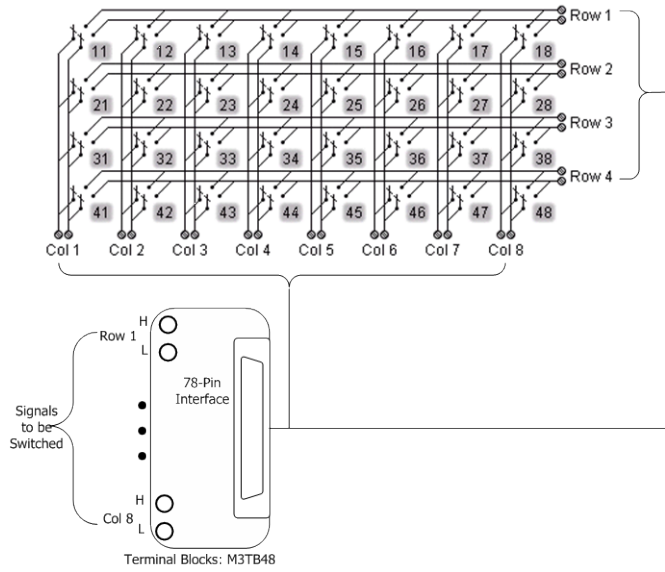 Row 1
11 12 13 14 15 16 17 18
Row 2
21 22 23 24 25 26 27 28
Row 3
31 32 33 34 35 36 37 38
Row 4
41 42 43 44 45 46 47 48
Col 1 Col 2 Col 3 Col 4 Col 5 Col 6 Col 7 Col 8
H
Row 1
L
78-Pin
Interface
Signals
to be
Switched
H
Col 8
L
Terminal Blocks: M3TB48